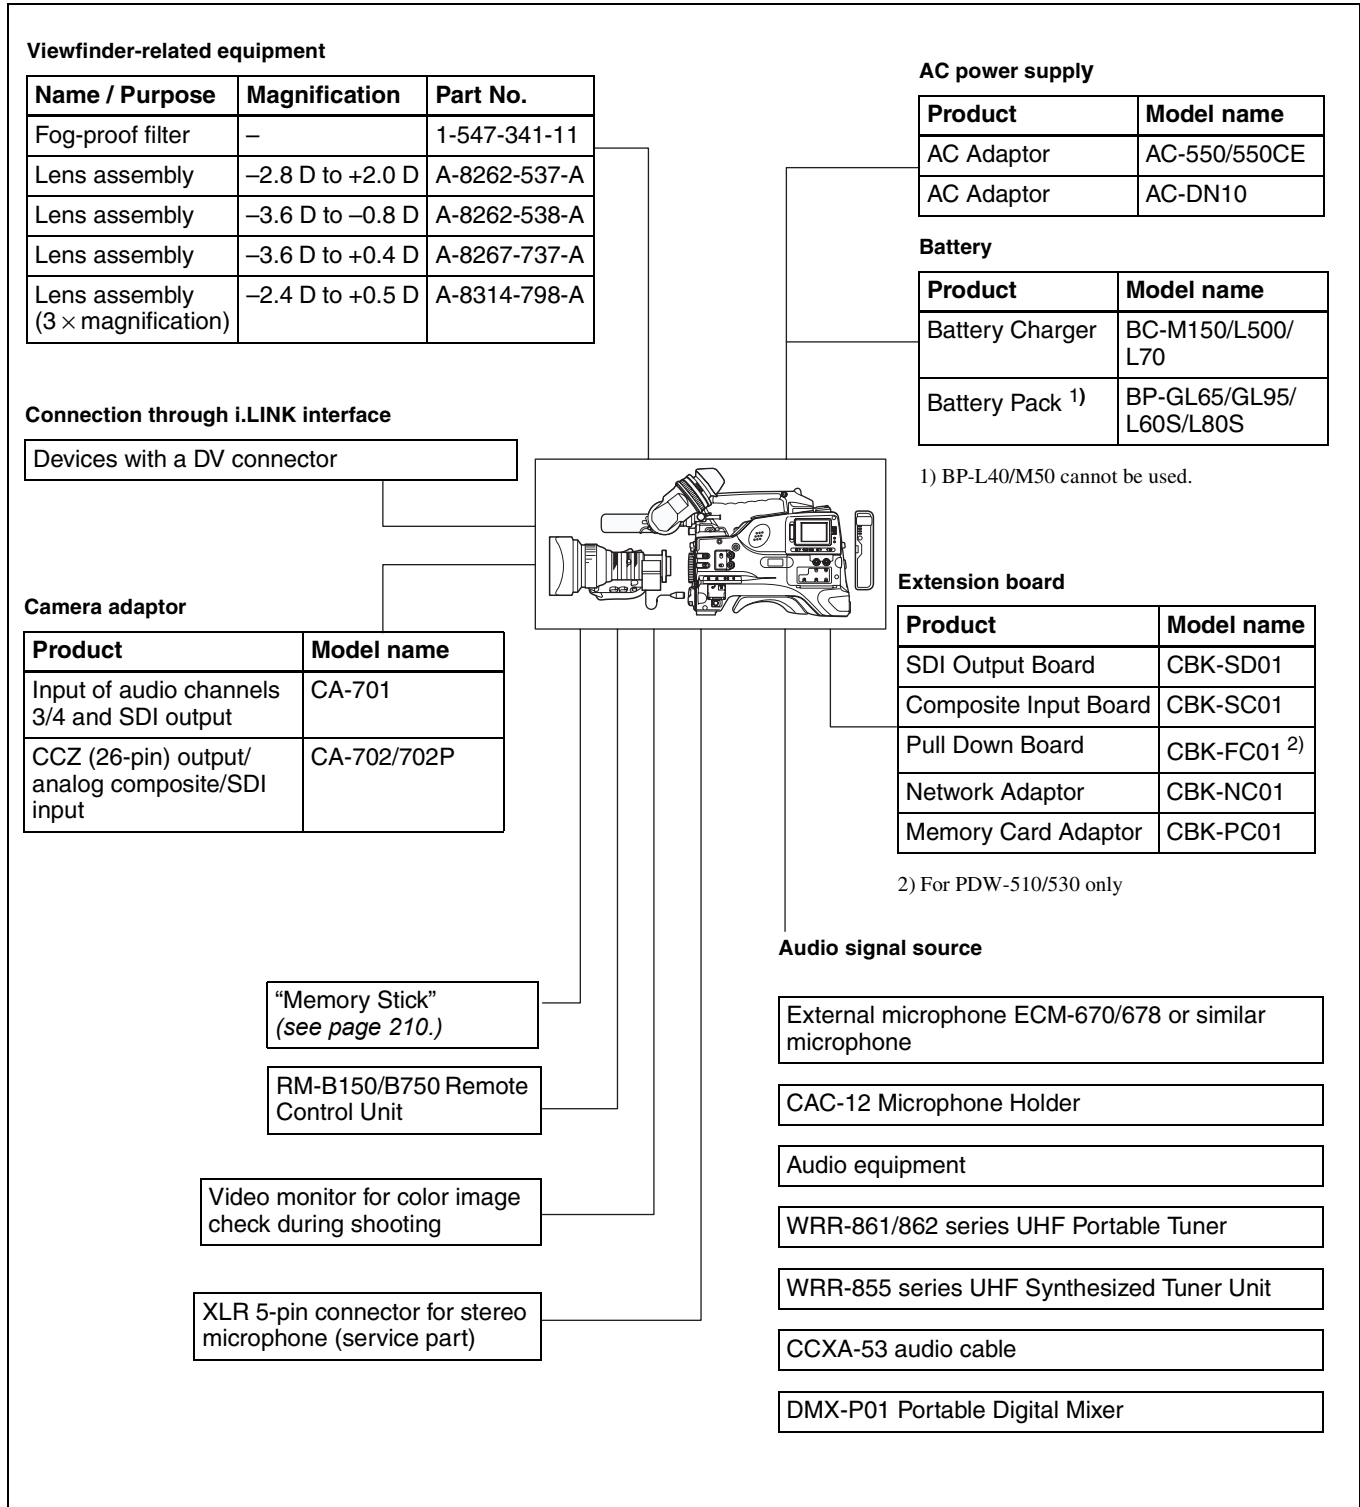 Viewfinder-related equipment
Name / Purpose Magnification Part No.
Fog-proof filter – 1-547-341-11
Lens assembly –2.8 D to +2.0 D A-8262-537-A
Lens assembly –3.6 D to –0.8 D A-8262-538-A
Lens assembly –3.6 D to +0.4 D A-8267-737-A
Lens assembly –2.4 D to +0.5 D A-8314-798-A
(3 × magnification)
Connection through i.LINK interface
Devices with a DV connector
Camera adaptor
Product Model name
Input of audio channels CA-701
3/4 and SDI output
CCZ (26-pin) output/ CA-702/702P
analog composite/SDI
input
AC power supply
Product Model name
AC Adaptor AC-550/550CE
AC Adaptor AC-DN10
Battery
Product Model name
Battery Charger BC-M150/L500/
L70
Battery Pack 1) BP-GL65/GL95/
L60S/L80S
1) BP-L40/M50 cannot be used.
Extension board
Product Model name
SDI Output Board CBK-SD01
Composite Input Board CBK-SC01
Pull Down Board CBK-FC01 2)
Network Adaptor CBK-NC01
Memory Card Adaptor CBK-PC01
2) For PDW-510/530 only
"Memory Stick"
(see page 210.)
RM-B150/B750 Remote
Control Unit
Video monitor for color image
check during shooting
XLR 5-pin connector for stereo
microphone (service part)
Audio signal source
External microphone ECM-670/678 or similar
microphone
CAC-12 Microphone Holder
Audio equipment
WRR-861/862 series UHF Portable Tuner
WRR-855 series UHF Synthesized Tuner Unit
CCXA-53 audio cable
DMX-P01 Portable Digital Mixer